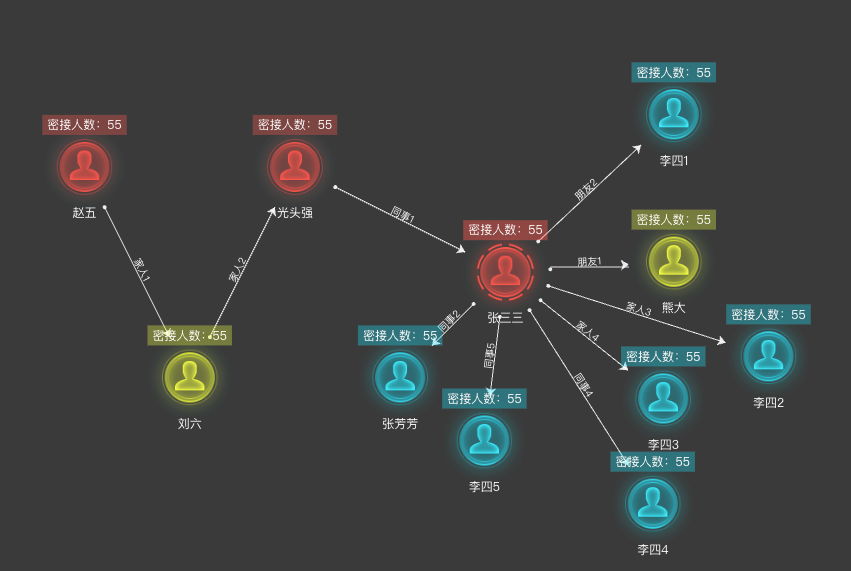 密接人数：55
李四1
密接人数：55
赵五
密接人数：55
光头强
家人1
家人2
同事1
朋友2
密接人数：55
张三三
朋友1
密接人数：55
熊大
家人3
密接人数：55
李四2
密接人数：55
刘六
同事2
密接人数：55
张芳芳
同事5
密接人数：55
李四5
家人4
密接人数：55
李四3
同事4
密接人数：55
李四4